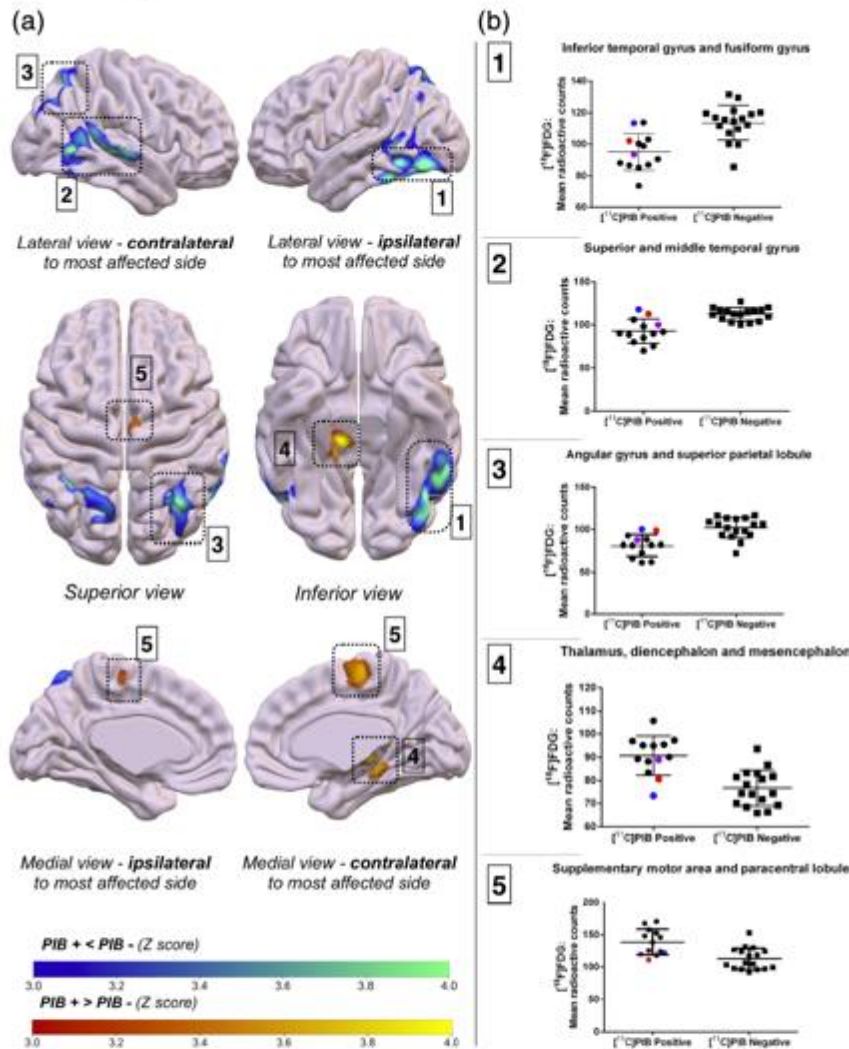 (a)
3
2
1
Lateral view - contralateral
to most affected side
Lateral view - ipsilateral
to most affected side
5
4
3
1
Superior view
Inferior view
5
5
4
Medial view - ipsilateral
to most affected side
Medial view - contralateral
to most affected side
PIB + < PIB - (Z score)
3.0 3.2 3.4 3.6 3.8 4.0
PIB + > PIB - (Z score)
3.0 3.2 3.4 3.6 3.8 4.0
(b)
1
Inferior temporal gyrus and fusiform gyrus
[¹⁸F]FDG:
Mean radioactive counts
140
120
100
80
60
[¹¹C]PIB Positive [¹¹C]PIB Negative
2
Superior and middle temporal gyrus
[¹⁸F]FDG:
Mean radioactive counts
150
100
50
0
[¹¹C]PIB Positive [¹¹C]PIB Negative
3
Angular gyrus and superior parietal lobule
[¹⁸F]FDG:
Mean radioactive counts
150
100
50
0
[¹¹C]PIB Positive [¹¹C]PIB Negative
4
Thalamus, diencephalon and mesencephalon
[¹⁸F]FDG:
Mean radioactive counts
120
110
100
90
80
70
60
[¹¹C]PIB Positive [¹¹C]PIB Negative
5
Supplementary motor area and paracentral lobule
[¹⁸F]FDG:
Mean radioactive counts
200
150
100
50
0
[¹¹C]PIB Positive [¹¹C]PIB Negative